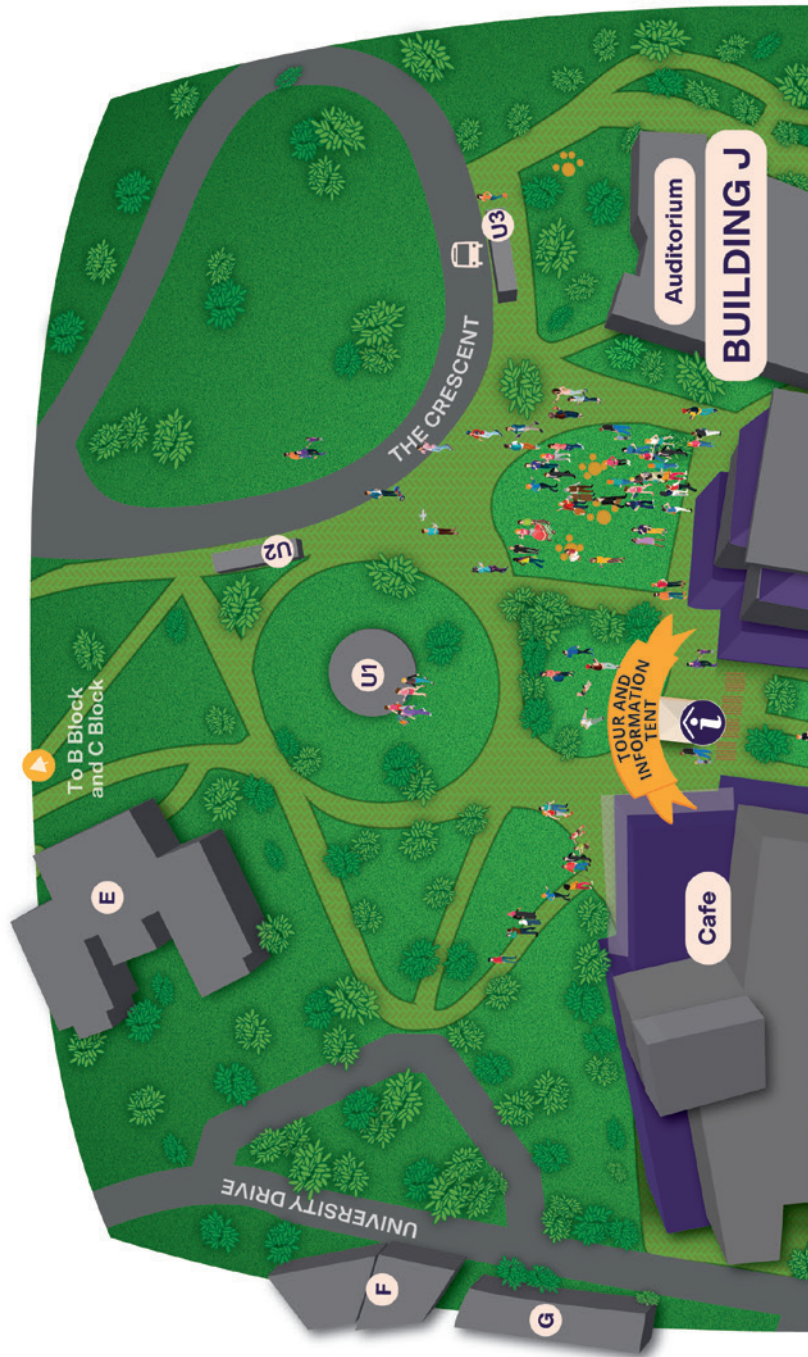 To B Block
and C Block
E
F
G
UNIVERSITY DRIVE
U1
U2
THE CRESCENT
U3
TOUR AND
INFORMATION
TENT
i
Cafe
Auditorium
BUILDING J